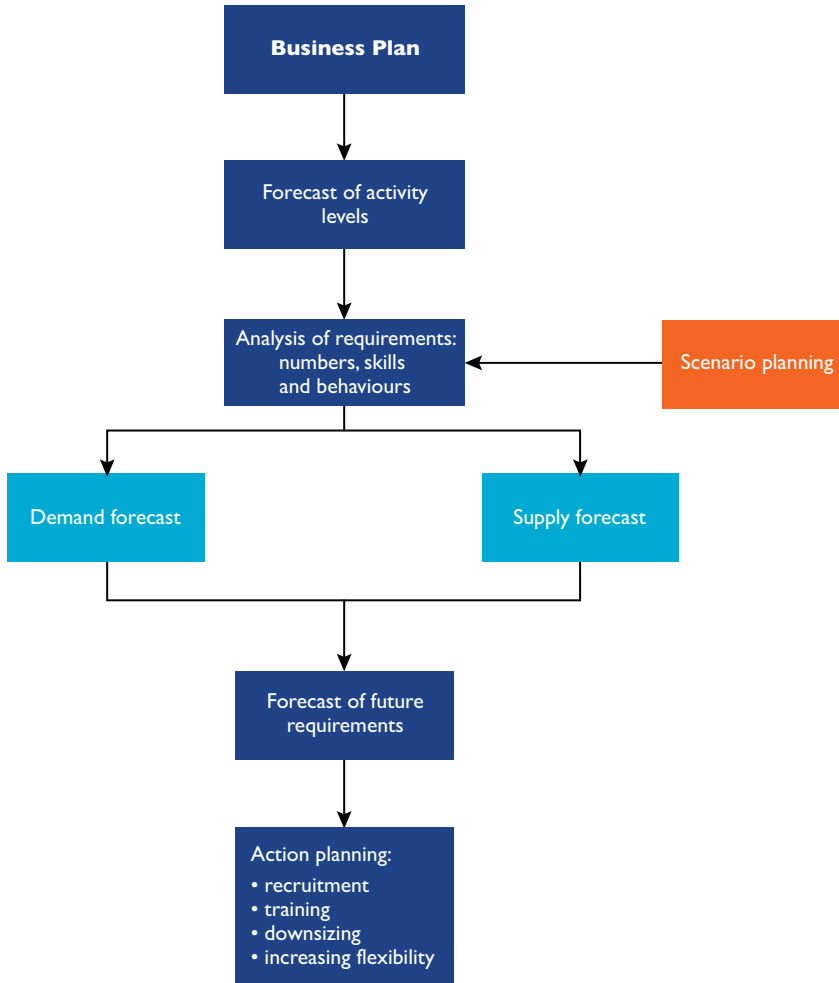 Business Plan
Forecast of activity
levels
Analysis of requirements:
numbers, skills
and behaviours
Scenario planning
Demand forecast
Supply forecast
Forecast of future
requirements
Action planning:
• recruitment
• training
• downsizing
• increasing flexibility